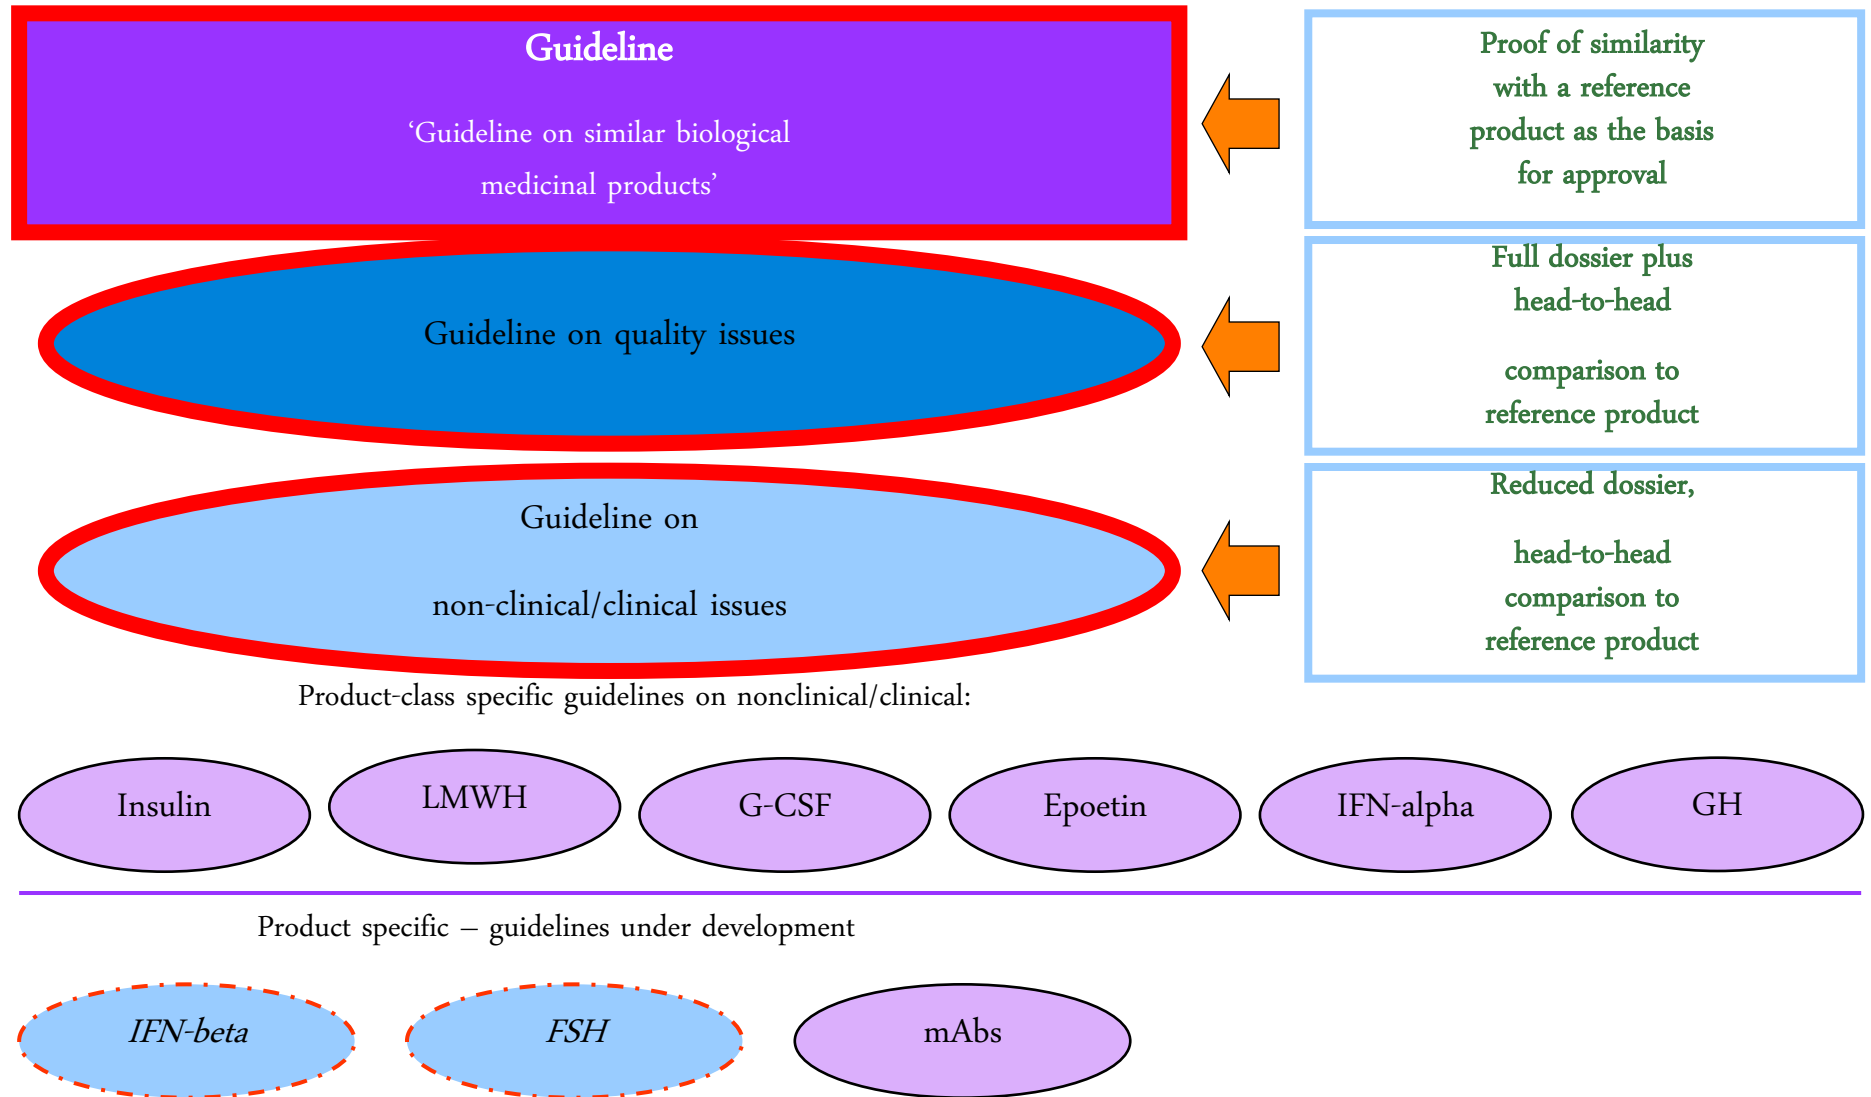 Guideline
‘Guideline on similar biological
medicinal products’
Proof of similarity
with a reference
product as the basis
for approval
Guideline on quality issues
Full dossier plus
head-to-head
comparison to
reference product
Guideline on
non-clinical/clinical issues
Reduced dossier,
head-to-head
comparison to
reference product
Product-class specific guidelines on nonclinical/clinical:
Insulin
LMWH
G-CSF
Epoetin
IFN-alpha
GH
Product specific – guidelines under development
IFN-beta
FSH
mAbs